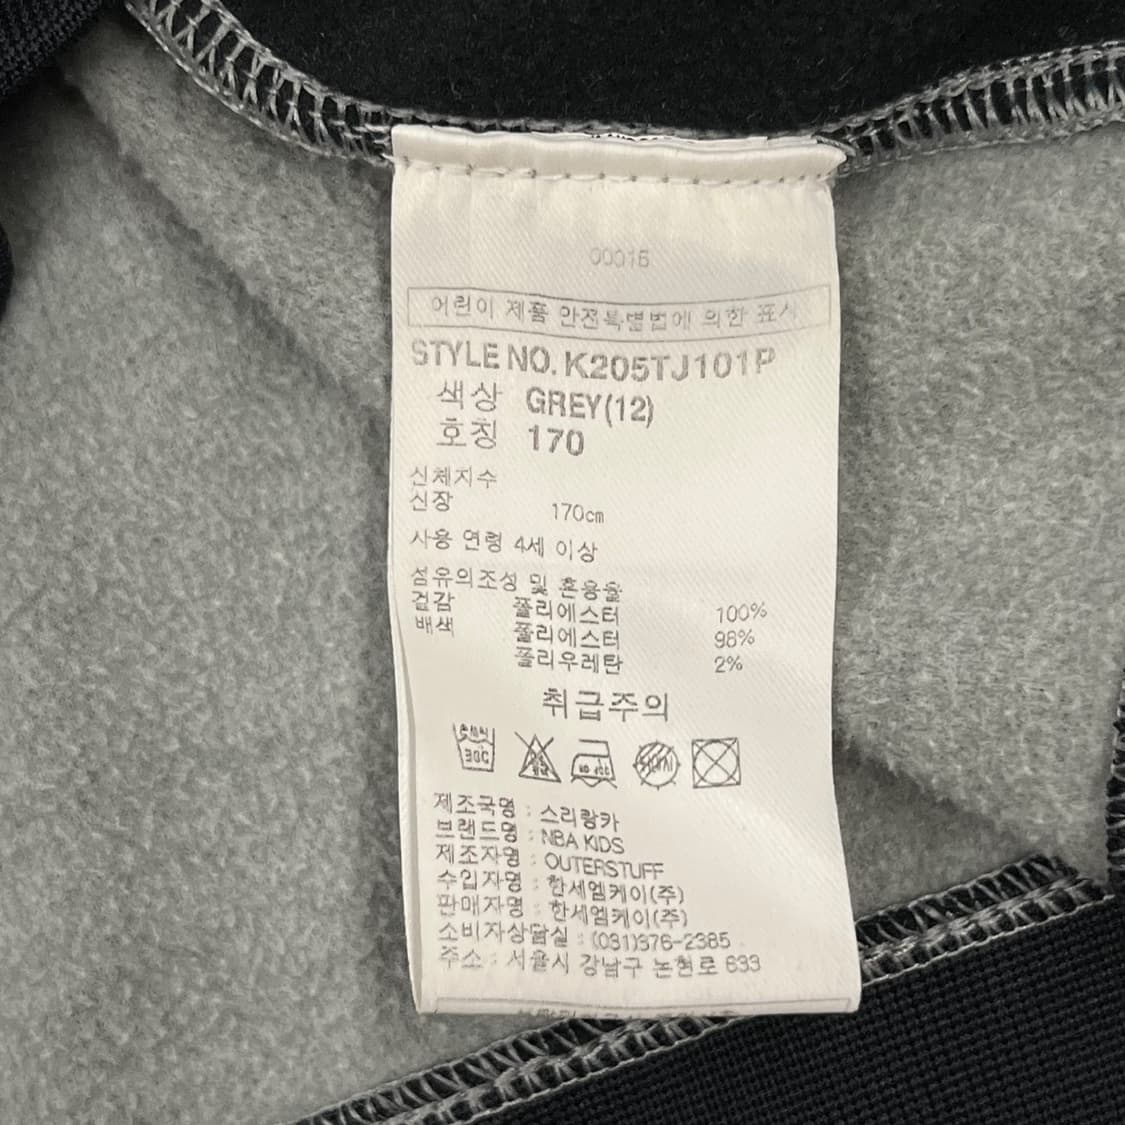 00016
어린이 제품 안전특별법에 의한 표시
STYLE NO. K205TJ101P
색상 GREY(12)
호칭 170
신체치수
신장 170cm
사용 연령 4세 이상
섬유의조성 및 혼용율
겉감 폴리에스터 100%
배색 폴리에스터 98%
폴리우레탄 2%
취급주의
30C
제조국명 : 스리랑카
브랜드명 : NBA KIDS
제조자명 : OUTERSTUFF
수입자명 : 한세엠케이(주)
판매자명 : 한세엠케이(주)
소비자상담실 : (031)376-2385
주소 : 서울시 강남구 논현로 633